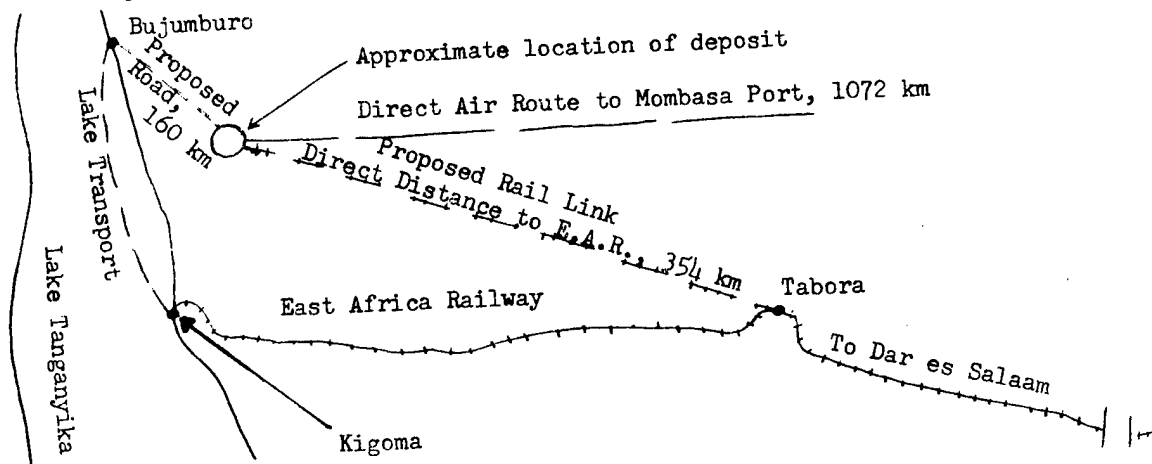 Bujumburo
Approximate location of deposit
Proposed
Road,
160 km
Direct Air Route to Mombasa Port, 1072 km
Lake Transport
Proposed Rail Link
Direct Distance to E.A.R., 354 km
Lake Tanganyika
East Africa Railway
Tabora
To Dar es Salaam
Kigoma